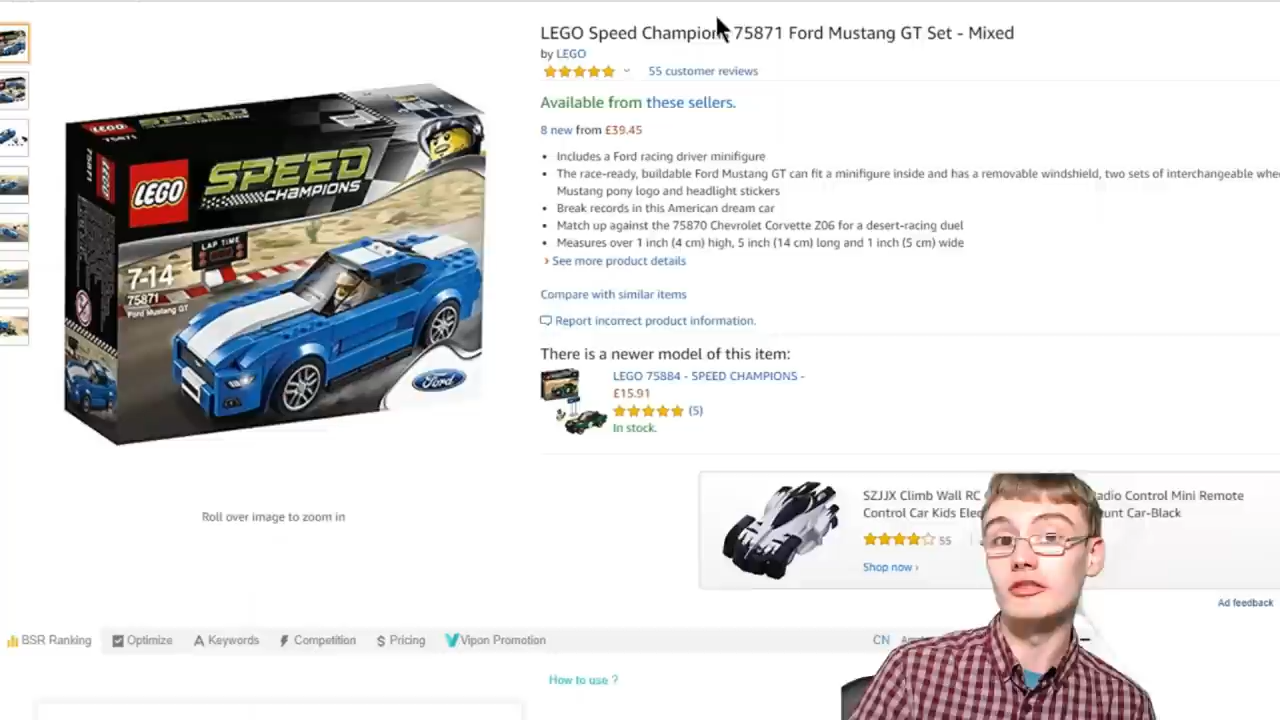 LEGO Speed Champions 75871 Ford Mustang GT Set - Mixed
by LEGO
55 customer reviews
Available from these sellers.
8 new from £39.45
Includes a Ford racing driver minifigure
The race-ready, buildable Ford Mustang GT can fit a minifigure inside and has a removable windshield, two sets of interchangeable whe
Mustang pony logo and headlight stickers
Break records in this American dream car
Match up against the 75870 Chevrolet Corvette Z06 for a desert-racing duel
Measures over 1 inch (4 cm) high, 5 inch (14 cm) long and 1 inch (5 cm) wide
› See more product details
Compare with similar items
Report incorrect product information.
There is a newer model of this item:
LEGO 75884 - SPEED CHAMPIONS -
£15.91
(5)
In stock.
LEGO
SPEED
75871
75871
LEGO
LEGO
SPEED
CHAMPIONS
LAP TIME
7-14
75871
Ford Mustang GT
Ford
Roll over image to zoom in
SZJJX Climb Wall RC adio Control Mini Remote
Control Car Kids Elec unt Car-Black
55
Shop now ›
Ad feedback
BSR Ranking Optimize Keywords Competition Pricing Vipon Promotion CN
How to use ?